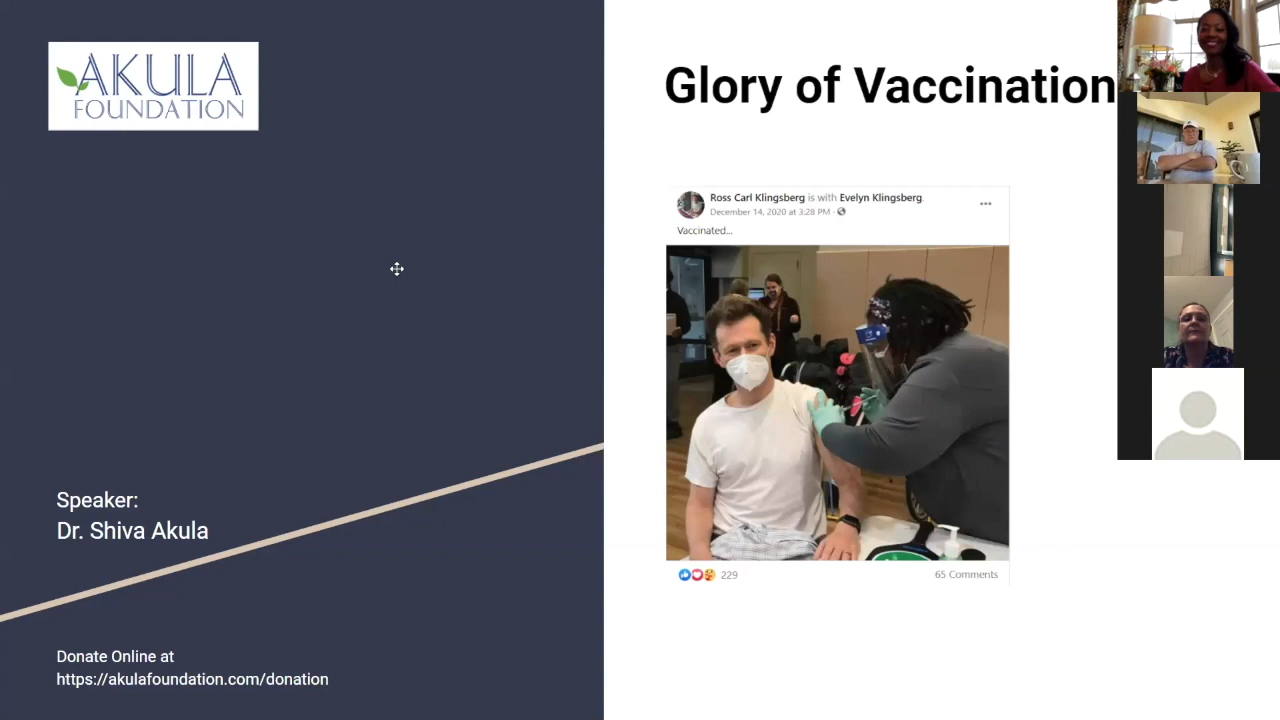 AKULA
FOUNDATION
Speaker:
Dr. Shiva Akula
Donate Online at
https://akulafoundation.com/donation
Glory of Vaccination
Ross Carl Klingsberg is with Evelyn Klingsberg.
December 14, 2020 at 3:28 PM ·
Vaccinated...
229
65 Comments